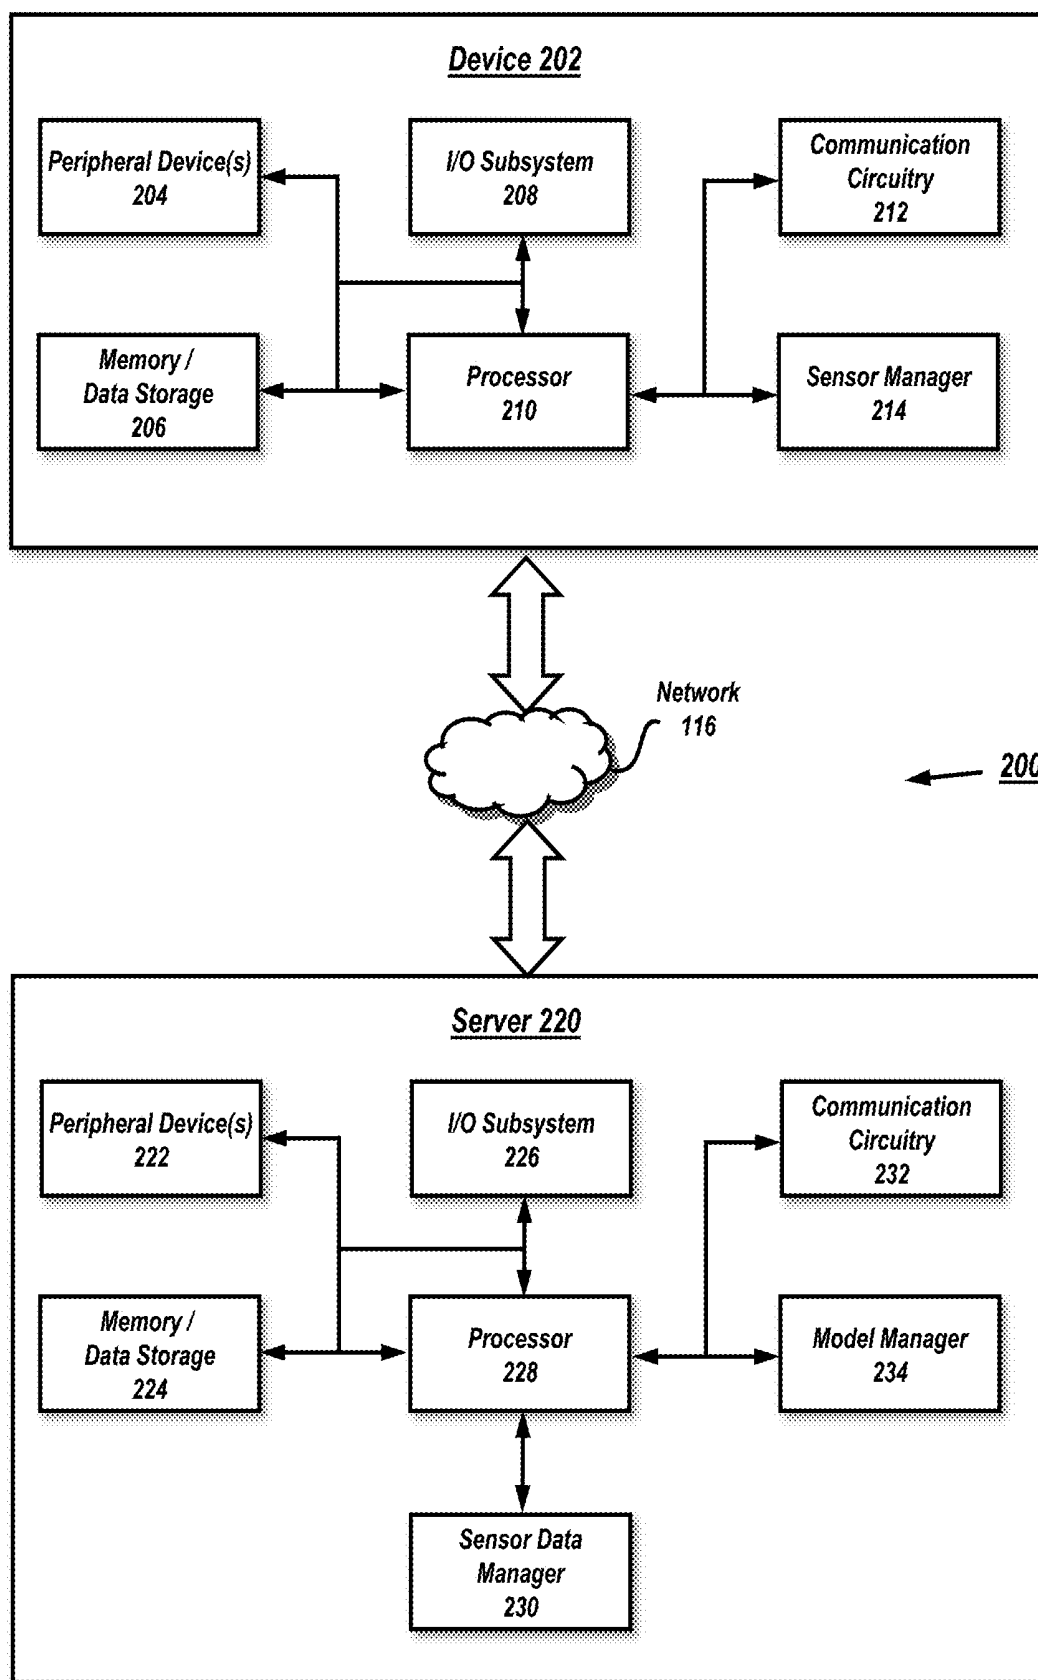 Device 202
Peripheral Device(s)
204
I/O Subsystem
208
Communication
Circuitry
212
Memory /
Data Storage
206
Processor
210
Sensor Manager
214
Network
116
200
Server 220
Peripheral Device(s)
222
I/O Subsystem
226
Communication
Circuitry
232
Memory /
Data Storage
224
Processor
228
Model Manager
234
Sensor Data
Manager
230